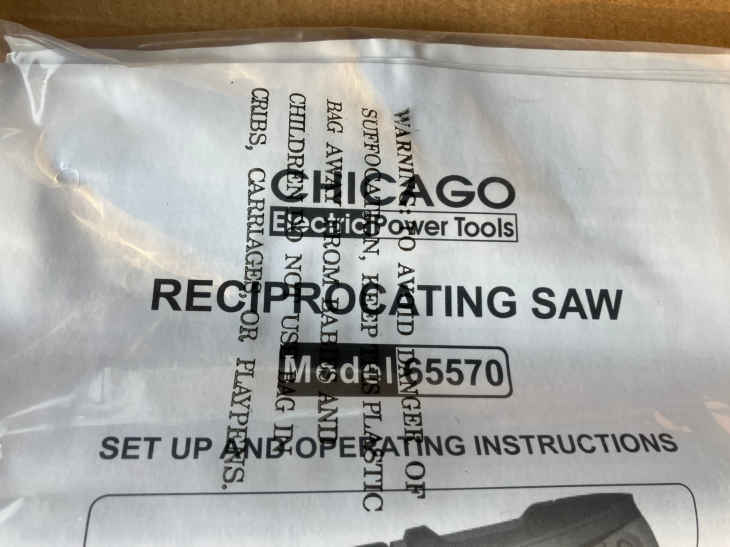 CHICAGO
Electric Power Tools
RECIPROCATING SAW
Model 65570
SET UP AND OPERATING INSTRUCTIONS
WARNING: TO AVOID DANGER OF
SUFFOCATION, KEEP THIS PLASTIC
BAG AWAY FROM BABIES AND
CHILDREN. DO NOT USE BAG IN
CRIBS, CARRIAGES, OR PLAYPENS.